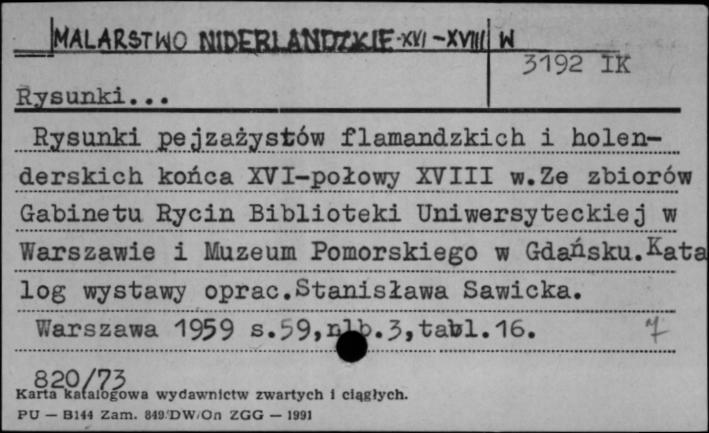 MALARSTWO NIDERLANDZKIE-XVI-XVIII W
3192 IK
Rysunki...
Rysunki pejzażystów flamandzkich i holen-
derskich końca XVI-połowy XVIII w.Ze zbiorów
Gabinetu Rycin Biblioteki Uniwersyteckiej w
Warszawie i Muzeum Pomorskiego w Gdańsku.Kata
log wystawy oprac.Stanisława Sawicka.
Warszawa 1959 s.59,nlb.3,tabl.16.
820/73
Karta katalogowa wydawnictw zwartych i ciągłych.
PU — B144 Zam. 849/DW/On ZGG — 1991